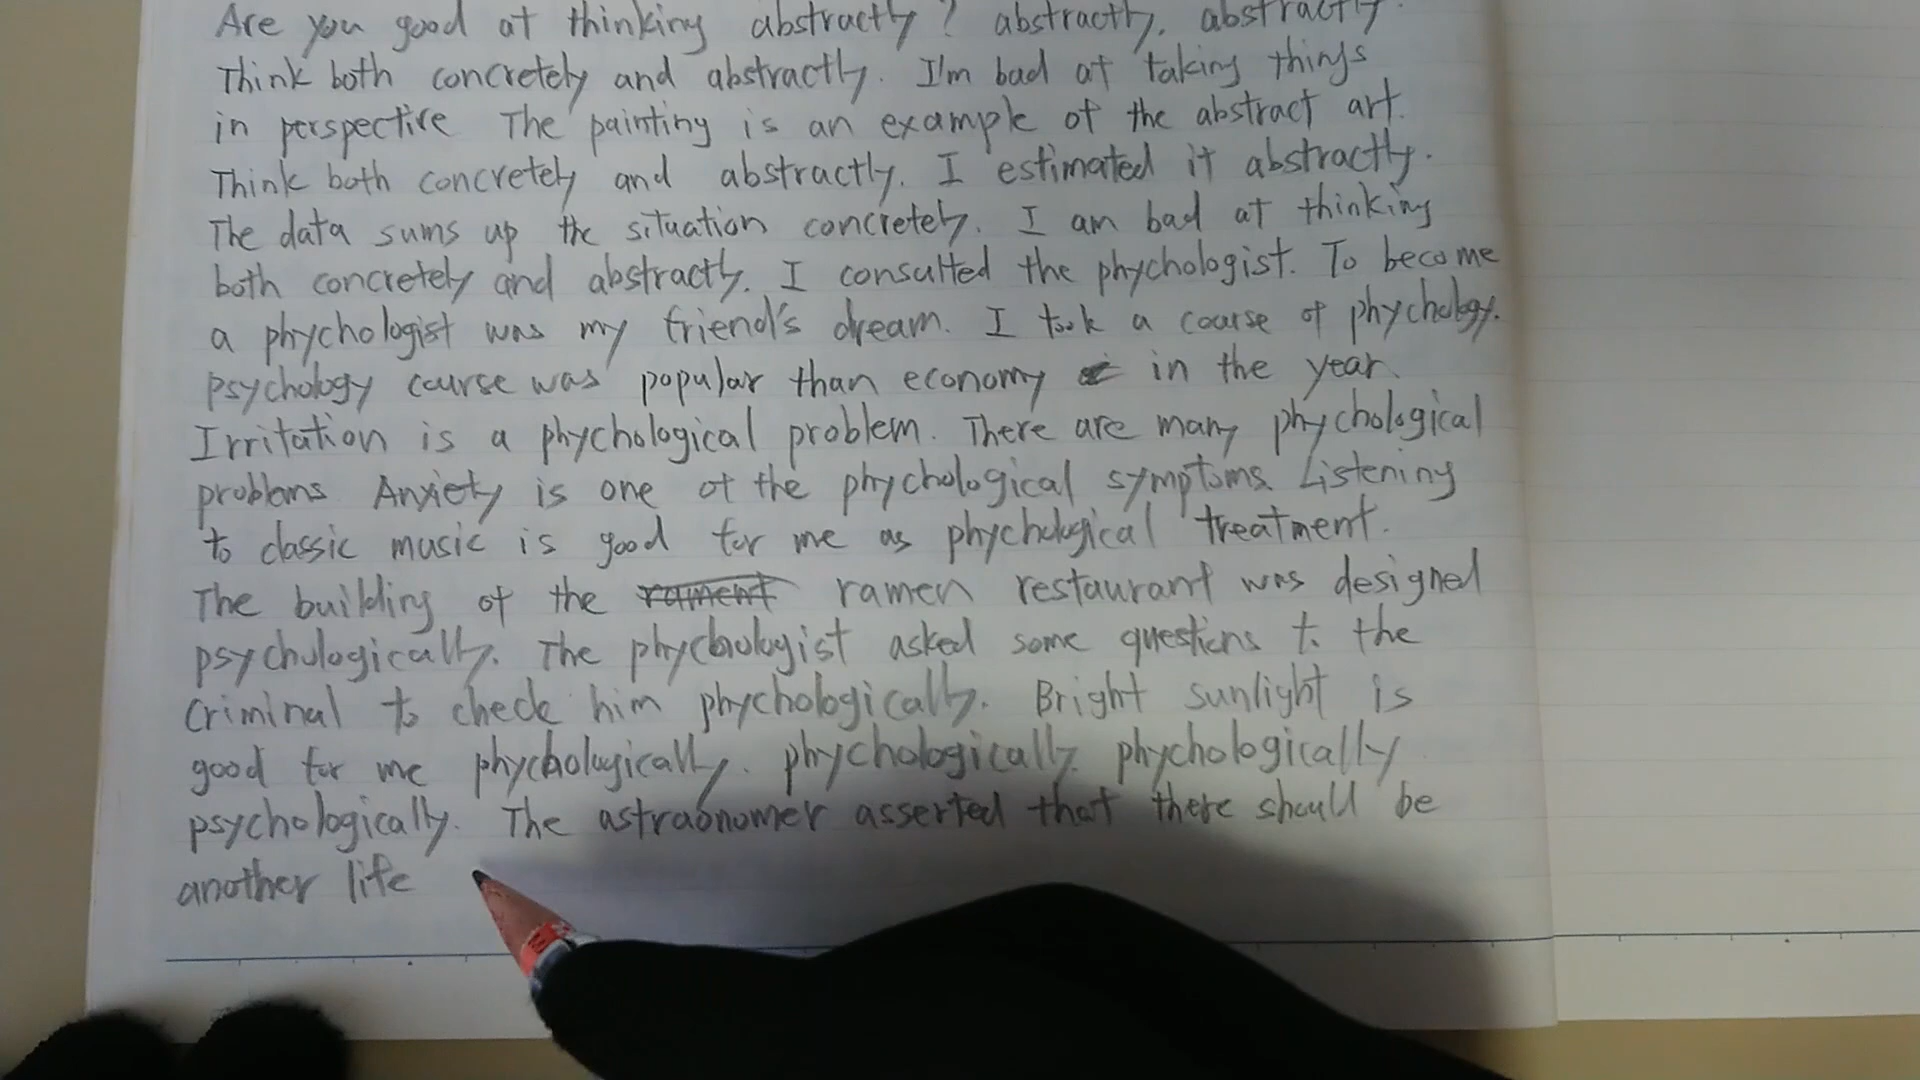 Are you good at thinking abstractly? abstractly. abstractly.
Think both concretely and abstractly. I'm bad at taking things
in perspective The painting is an example of the abstract art.
Think both concretely and abstractly. I estimated it abstractly.
The data sums up the situation concretely. I am bad at thinking
both concretely and abstractly. I consulted the phychologist. To become
a phychologist was my friend's dream. I took a course of phychology.
psychology course was popular than economy in the year.
Irritation is a phychological problem. There are many phychological
problems Anxiety is one of the phychological symptoms. Listening
to classic music is good for me as phychological treatment.
The building of the rament ramen restaurant was designed
psychologically. The phychologist asked some questions to the
criminal to check him phychologically. Bright sunlight is
good for me phychologically. phychologically. phychologically
psychologically. The astraonomer asserted that there should be
another life